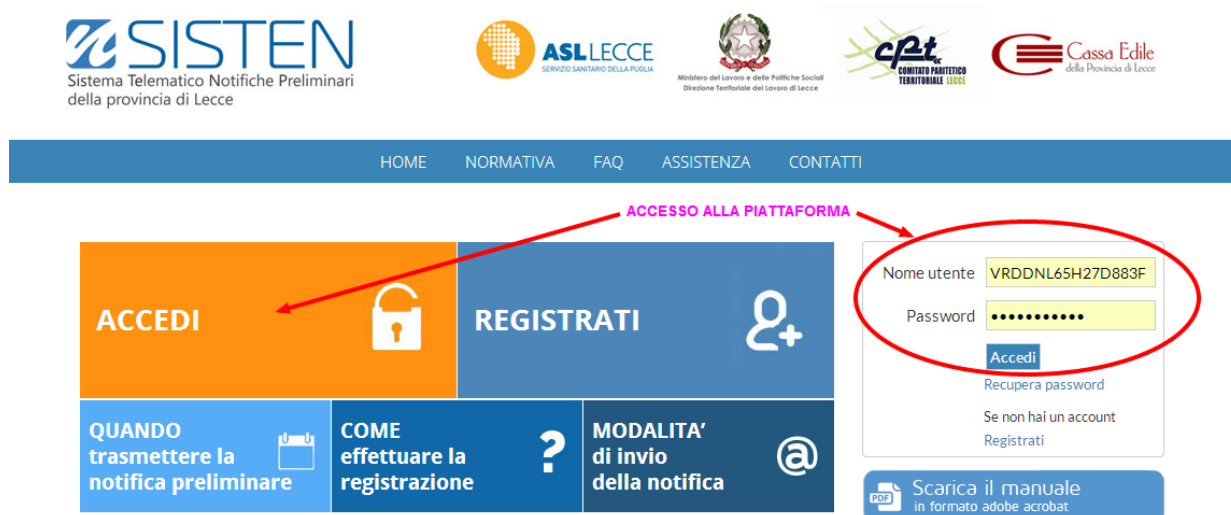 SISTEN
Sistema Telematico Notifiche Preliminari
della provincia di Lecce
ASLLECCE
SERVIZIO SANITARIO DELLA PUGLIA
Ministero del Lavoro e delle Politiche Sociali
Direzione Territoriale del Lavoro di Lecce
cpt
COMITATO PARITETICO
TERRITORIALE LECCE
Cassa Edile
della Provincia di Lecce
HOME NORMATIVA FAQ ASSISTENZA CONTATTI
ACCESSO ALLA PIATTAFORMA
ACCEDI
REGISTRATI
Nome utente VRDDNL65H27D883F
Password •••••••••••
Accedi
Recupera password
Se non hai un account
Registrati
QUANDO
trasmettere la
notifica preliminare
COME
effettuare la
registrazione
?
MODALITA'
di invio
della notifica
@
PDF
Scarica il manuale
in formato adobe acrobat